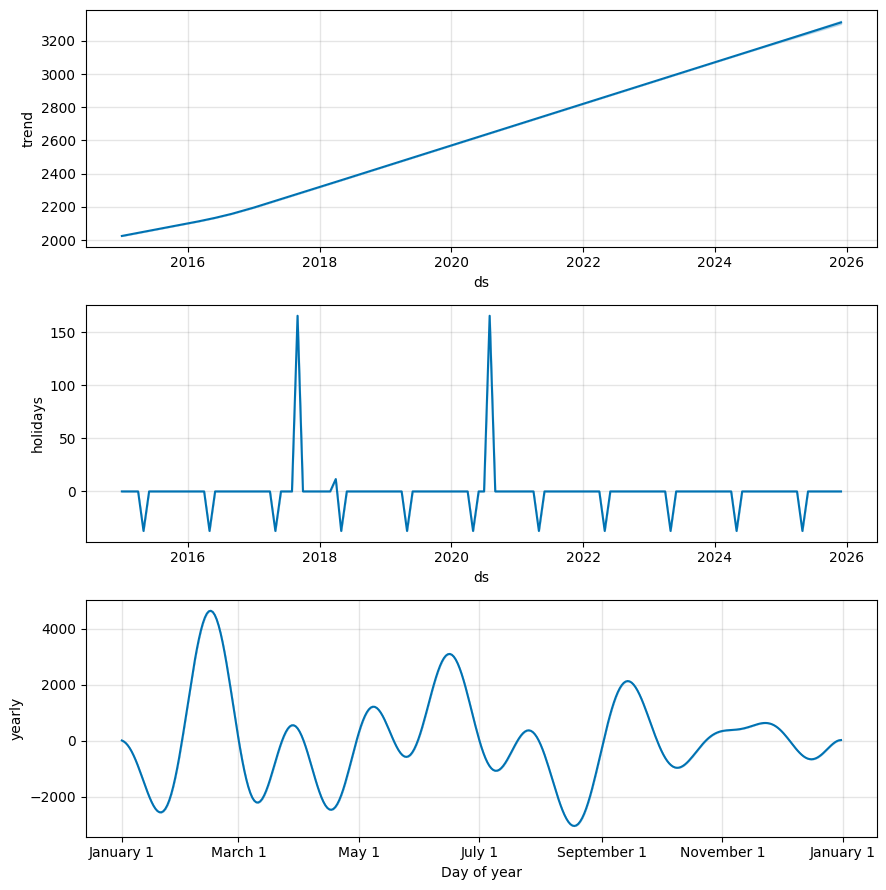 trend
3200
3000
2800
2600
2400
2200
2000
2016 2018 2020 2022 2024 2026
ds
holidays
150
100
50
0
2016 2018 2020 2022 2024 2026
ds
yearly
4000
2000
0
−2000
January 1 March 1 May 1 July 1 September 1 November 1 January 1
Day of year